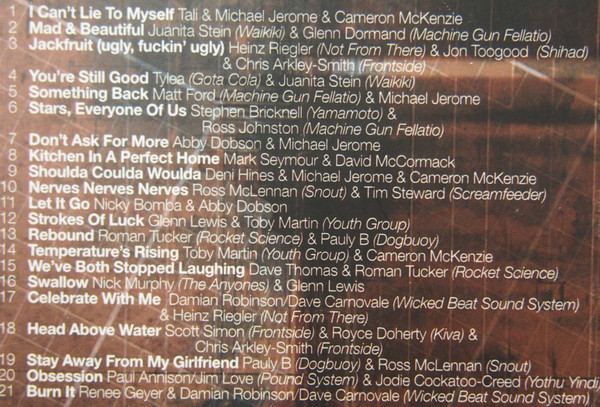 1 I Can't Lie To Myself Tali & Michael Jerome & Cameron McKenzie
2 Mad & Beautiful Juanita Stein (Waikiki) & Glenn Dormand (Machine Gun Fellatio)
3 Jackfruit (ugly, fuckin' ugly) Heinz Riegler (Not From There) & Jon Toogood (Shihad)
& Chris Arkley-Smith (Frontside)
4 You're Still Good Tylea (Gota Cola) & Juanita Stein (Waikiki)
5 Something Back Matt Ford (Machine Gun Fellatio) & Michael Jerome
6 Stars, Everyone Of Us Stephen Bricknell (Yamamoto) &
Ross Johnston (Machine Gun Fellatio)
7 Don't Ask For More Abby Dobson & Michael Jerome
8 Kitchen In A Perfect Home Mark Seymour & David McCormack
9 Shoulda Coulda Woulda Deni Hines & Michael Jerome & Cameron McKenzie
10 Nerves Nerves Nerves Ross McLennan (Snout) & Tim Steward (Screamfeeder)
11 Let It Go Nicky Bomba & Abby Dobson
12 Strokes Of Luck Glenn Lewis & Toby Martin (Youth Group)
13 Rebound Roman Tucker (Rocket Science) & Pauly B (Dogbuoy)
14 Temperature's Rising Toby Martin (Youth Group) & Cameron McKenzie
15 We've Both Stopped Laughing Dave Thomas & Roman Tucker (Rocket Science)
16 Swallow Nick Murphy (The Anyones) & Glenn Lewis
17 Celebrate With Me Damian Robinson/Dave Carnovale (Wicked Beat Sound System)
& Heinz Riegler (Not From There)
18 Head Above Water Scott Simon (Frontside) & Royce Doherty (Kiva) &
Chris Arkley-Smith (Frontside)
19 Stay Away From My Girlfriend Pauly B (Dogbuoy) & Ross McLennan (Snout)
20 Obsession Paul Annison/Jim Love (Pound System) & Jodie Cockatoo-Creed (Yothu Yindi)
21 Burn It Renee Geyer & Damian Robinson/Dave Carnovale (Wicked Beat Sound System)